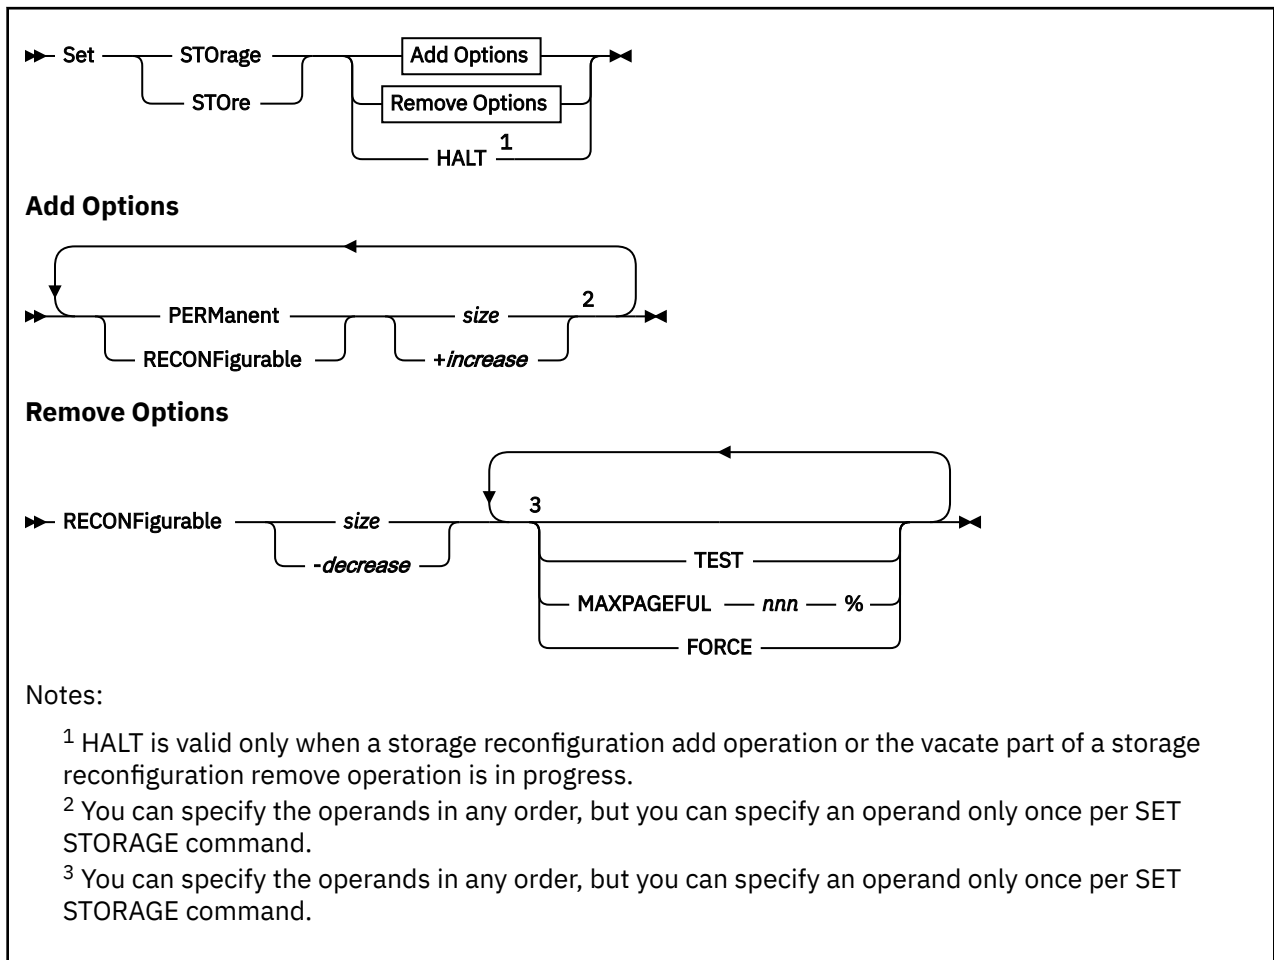 Set STOrage Add Options
STOre Remove Options
HALT 1
Add Options
PERManent size 2
RECONFigurable +increase
Remove Options
3
RECONFigurable size
-decrease TEST
MAXPAGEFUL nnn %
FORCE
Notes:
1 HALT is valid only when a storage reconfiguration add operation or the vacate part of a storage
reconfiguration remove operation is in progress.
2 You can specify the operands in any order, but you can specify an operand only once per SET
STORAGE command.
3 You can specify the operands in any order, but you can specify an operand only once per SET
STORAGE command.